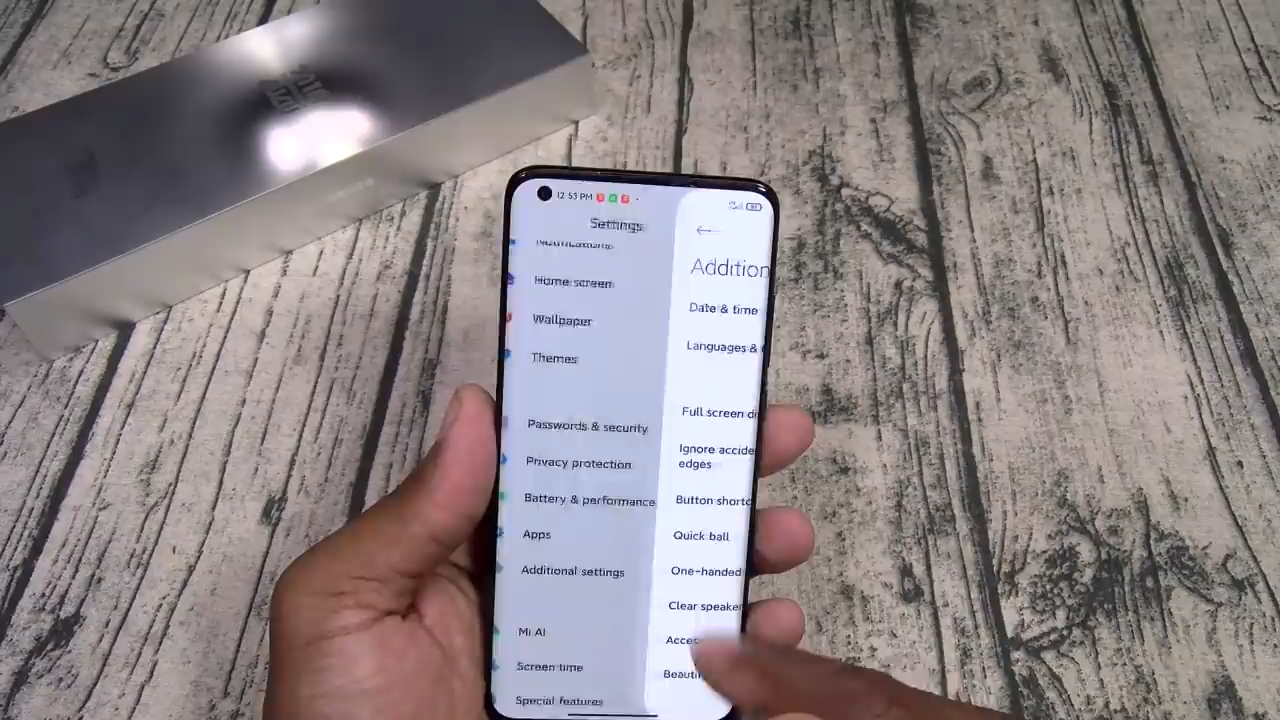 12 53 PM
Settings
Notifications
Home screen
Wallpaper
Themes
Passwords & security
Privacy protection
Battery & performance
Apps
Additional settings
Mi AI
Screen time
Special features
Addition
Date & time
Languages &
Full screen di
Ignore accide
edges
Button shortc
Quick ball
One-handed
Clear speaker
Acces
Beauti